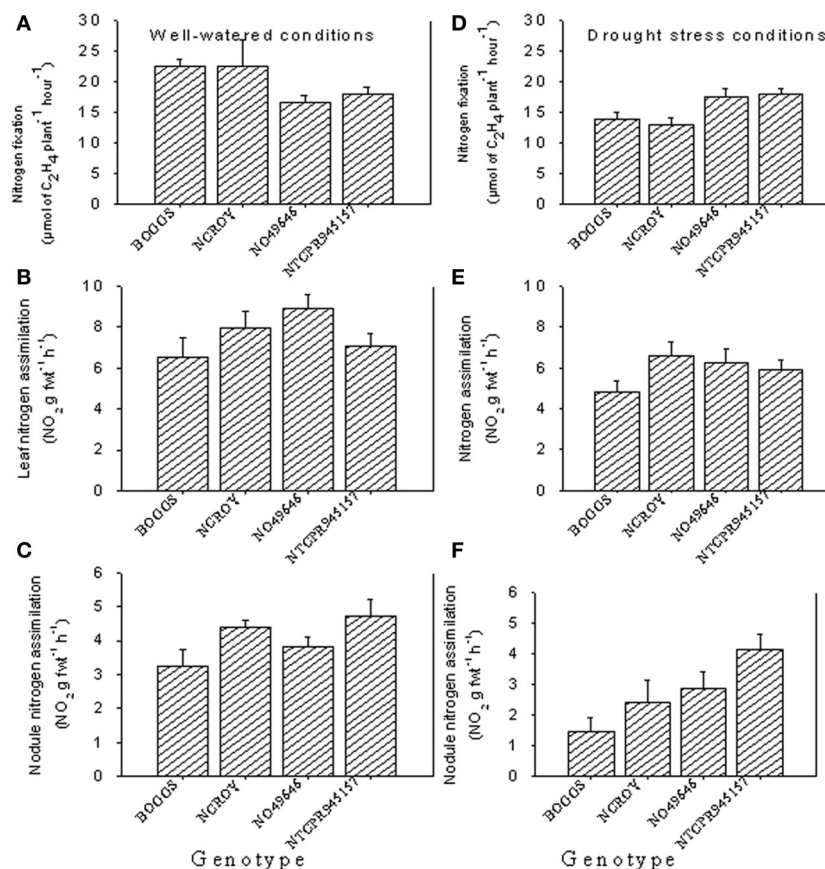 A
Well-watered conditions
Nitrogen fixation
(µmol of C2H4 plant-1 hour-1)
30
25
20
15
10
5
0
BOGGS
NCROY
NO49646
NTCPR945157
D
Drought stress conditions
Nitrogen fixation
(µmol of C2H4 plant-1 hour-1)
30
25
20
15
10
5
0
BOGGS
NCROY
NO49646
NTCPR945157
B
Leaf nitrogen assimilation
(NO2 g fwt-1 h-1)
10
8
6
4
2
0
BOGGS
NCROY
NO49646
NTCPR945157
E
Nitrogen assimilation
(NO2 g fwt-1 h-1)
10
8
6
4
2
0
BOGGS
NCROY
NO49646
NTCPR945157
C
Nodule nitrogen assimilation
(NO2 g fwt-1 h-1)
6
5
4
3
2
1
0
BOGGS
NCROY
NO49646
NTCPR945157
Genotype
F
Nodule nitrogen assimilation
(NO2 g fwt-1 h-1)
6
5
4
3
2
1
0
BOGGS
NCROY
NO49646
NTCPR945157
Genotype